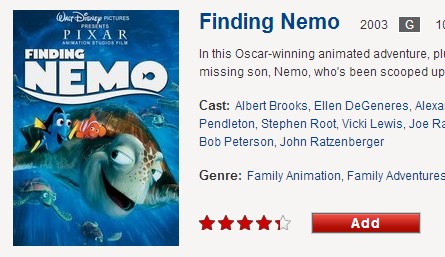 WALT DISNEY PICTURES
PRESENTS
PIXAR
ANIMATION STUDIOS FILM
FINDING
NEMO
Finding Nemo 2003 G 10
In this Oscar-winning animated adventure, plu
missing son, Nemo, who's been scooped up
Cast: Albert Brooks, Ellen DeGeneres, Alexa
Pendleton, Stephen Root, Vicki Lewis, Joe Ra
Bob Peterson, John Ratzenberger
Genre: Family Animation, Family Adventures
Add